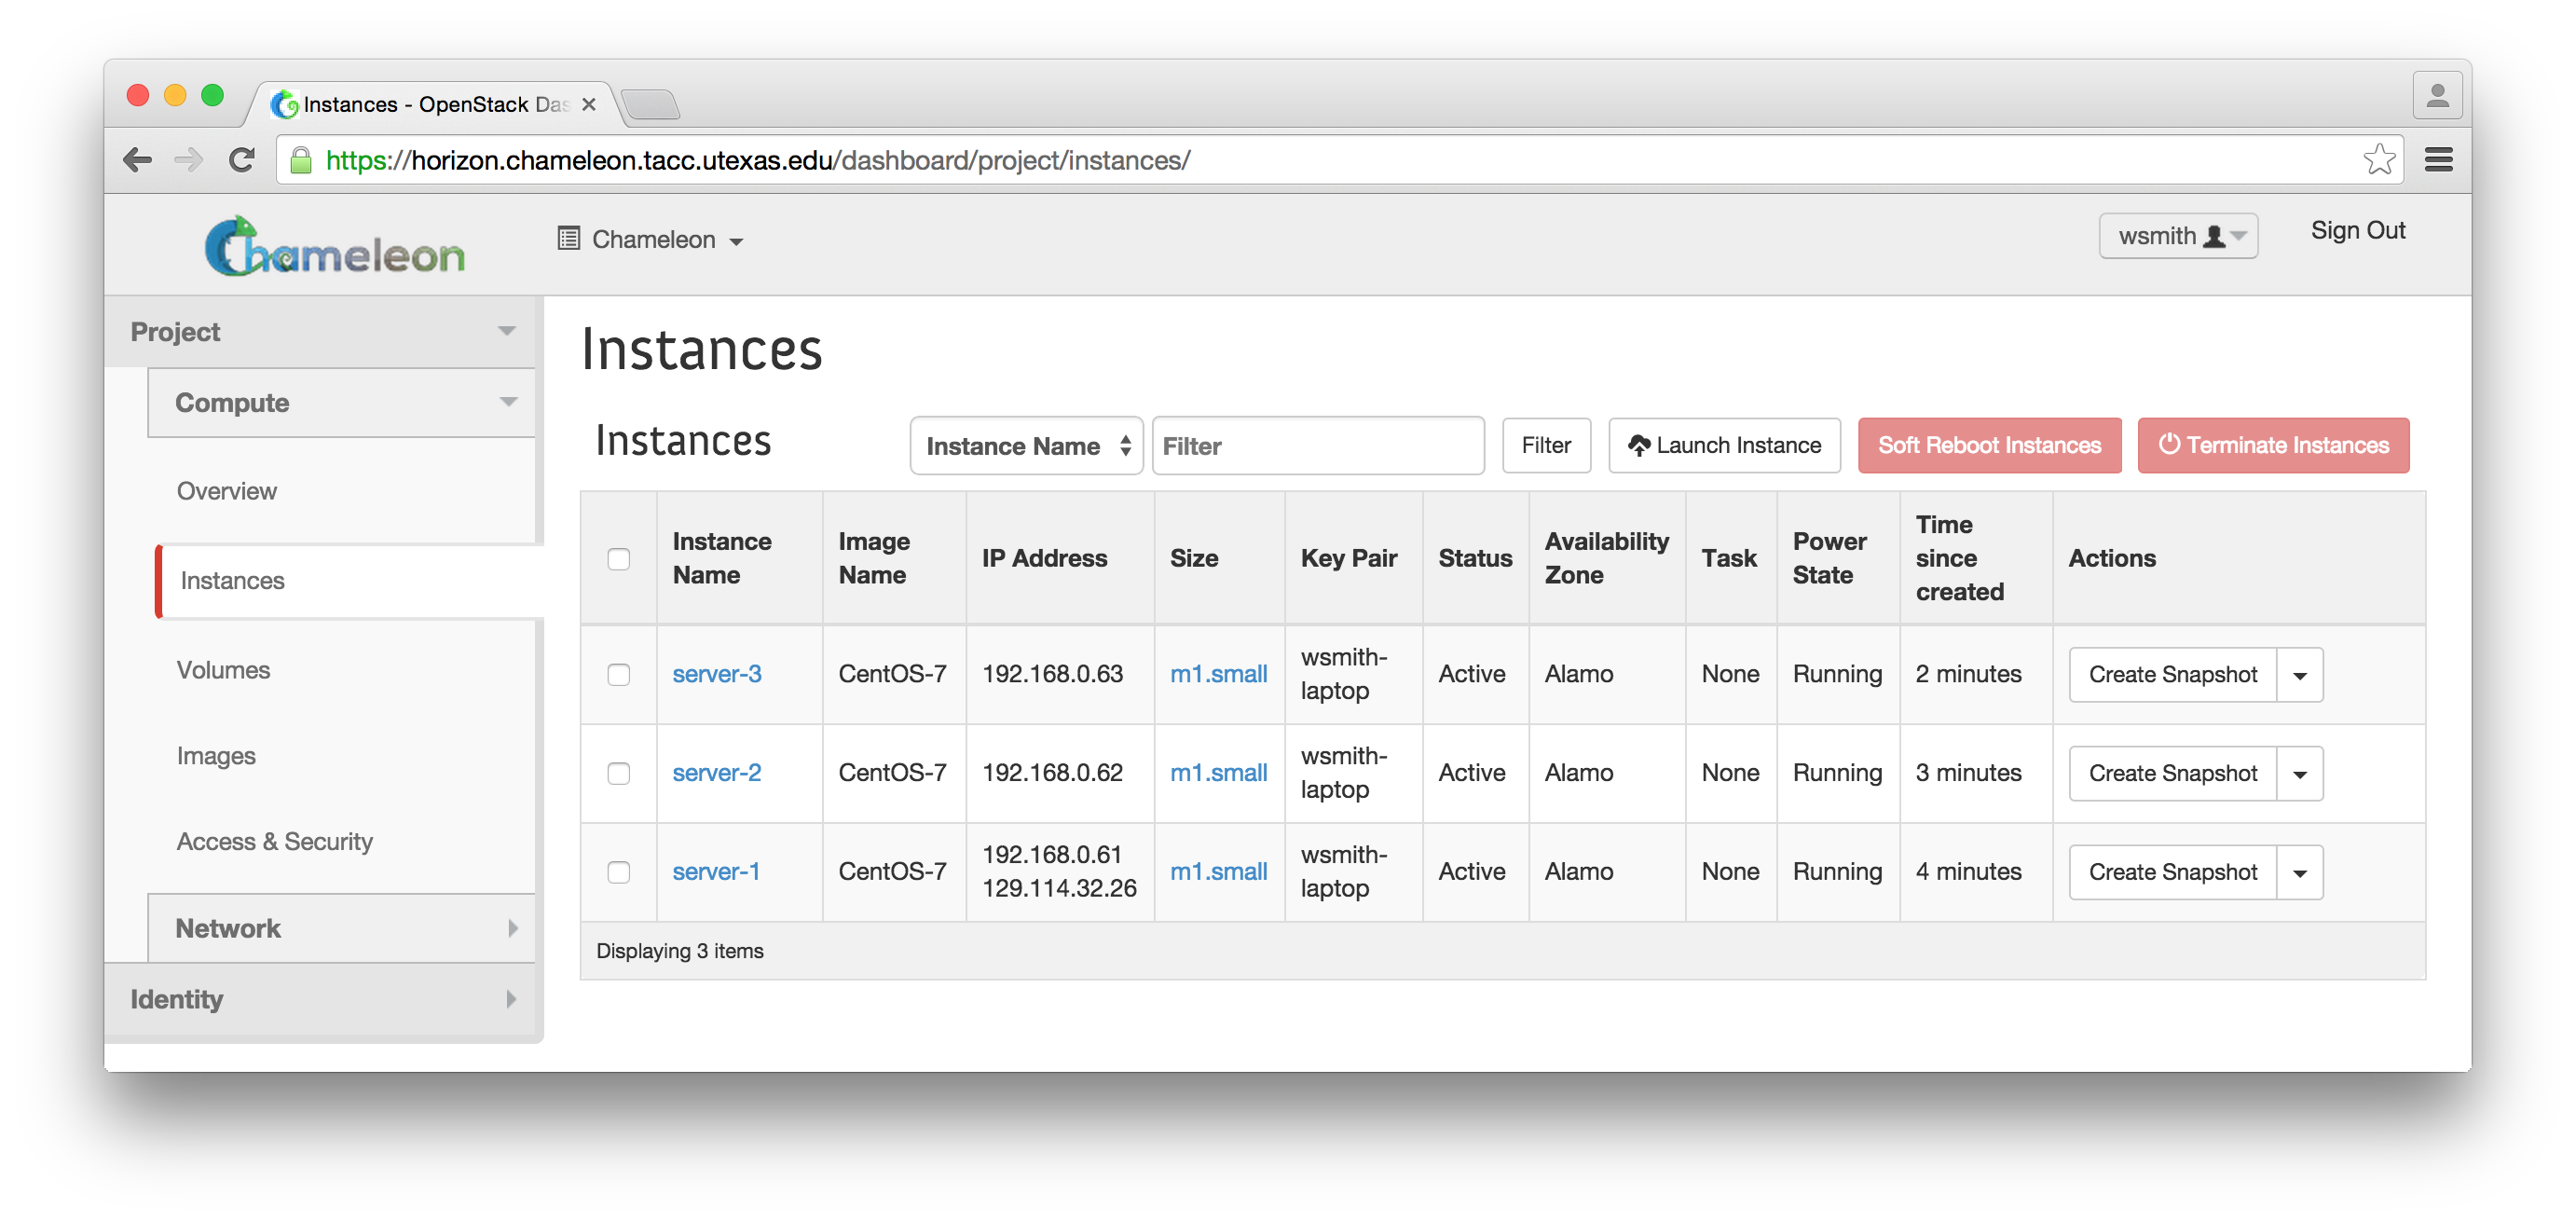 Instances - OpenStack Das
https://horizon.chameleon.tacc.utexas.edu/dashboard/project/instances/
Chameleon
Chameleon
wsmith
Sign Out
Project
Compute
Overview
Instances
Volumes
Images
Access & Security
Network
Identity
Instances
Instances
Instance Name
Filter
Filter
Launch Instance
Soft Reboot Instances
Terminate Instances
Instance Name Image Name IP Address Size Key Pair Status Availability Zone Task Power State Time since created Actions
server-3 CentOS-7 192.168.0.63 m1.small wsmith-laptop Active Alamo None Running 2 minutes Create Snapshot
server-2 CentOS-7 192.168.0.62 m1.small wsmith-laptop Active Alamo None Running 3 minutes Create Snapshot
server-1 CentOS-7 192.168.0.61 129.114.32.26 m1.small wsmith-laptop Active Alamo None Running 4 minutes Create Snapshot
Displaying 3 items